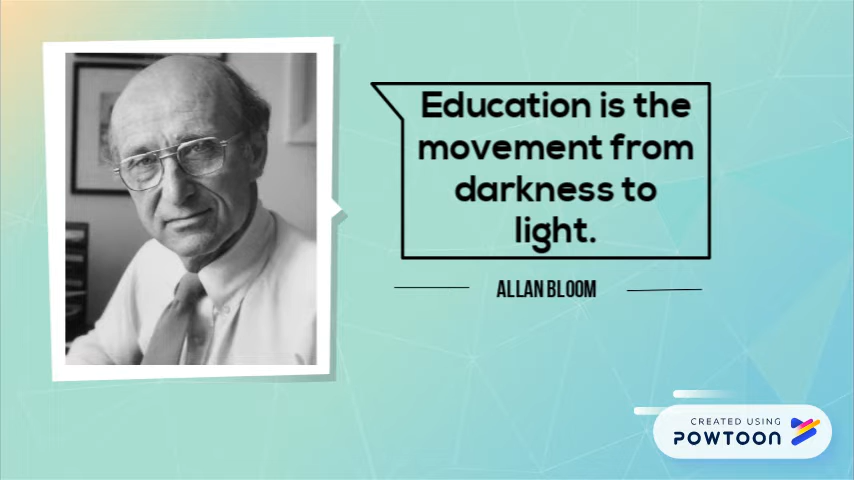 Education is the
movement from
darkness to
light.
ALLAN BLOOM
CREATED USING
POWTOON